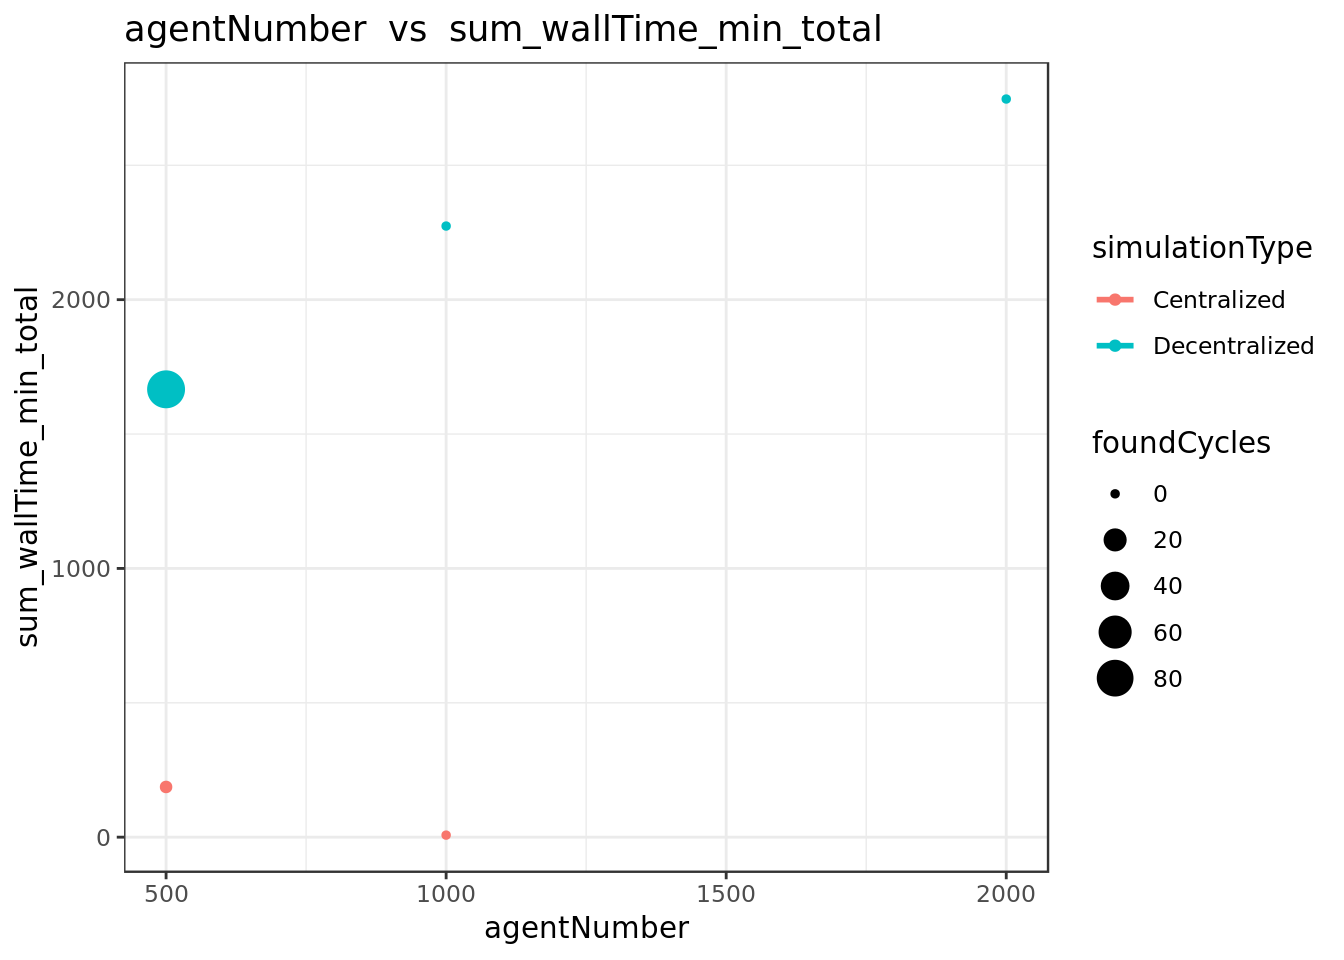 agentNumber vs sum_wallTime_min_total
sum_wallTime_min_total
2000
1000
0
500
1000
1500
2000
agentNumber
simulationType
Centralized
Decentralized
foundCycles
0
20
40
60
80